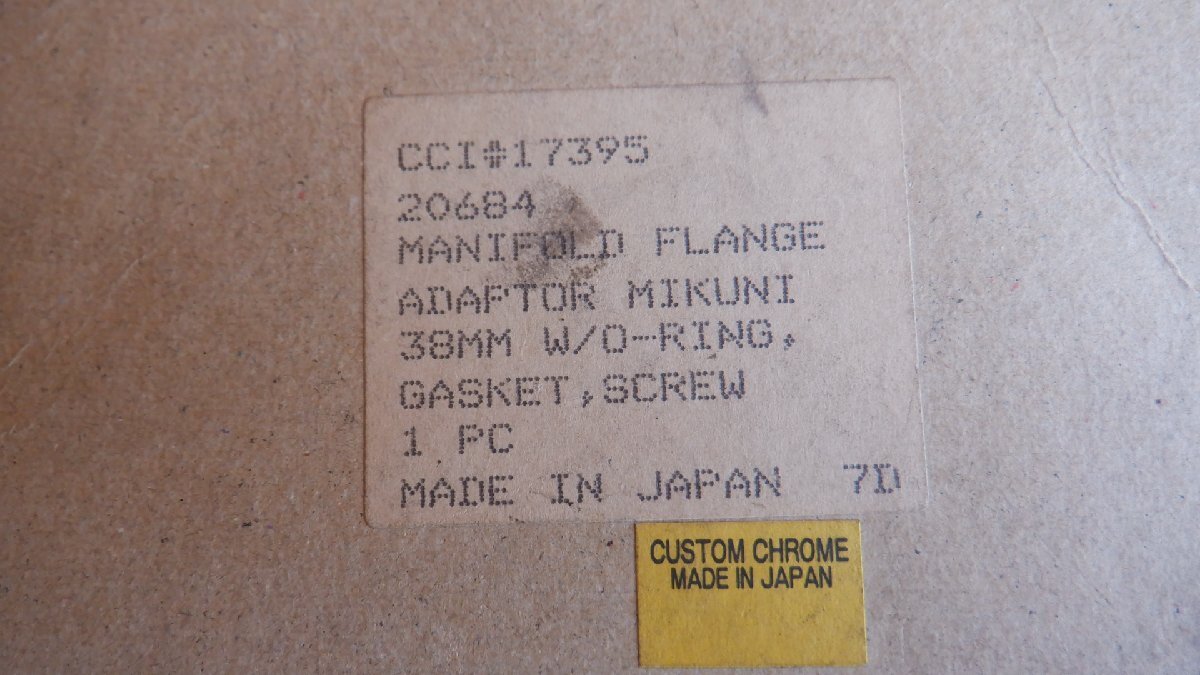 CCI#17395
20684
MANIFOLD FLANGE
ADAPTOR MIKUNI
38MM W/O-RING,
GASKET,SCREW
1 PC
MADE IN JAPAN 7D
CUSTOM CHROME
MADE IN JAPAN